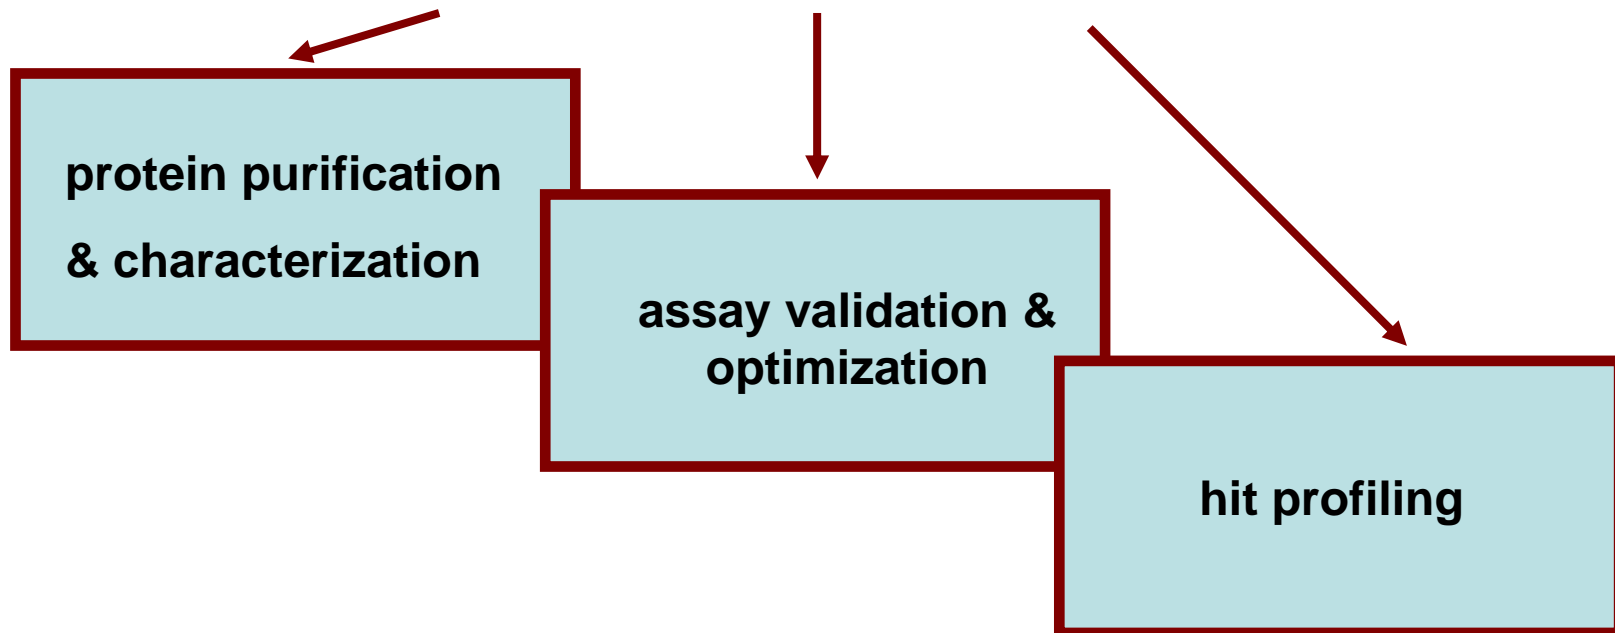 protein purification
& characterization
assay validation &
optimization
hit profiling